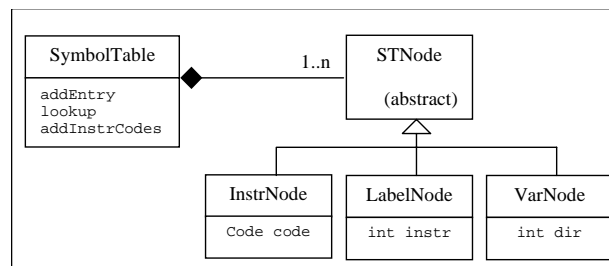 SymbolTable
addEntry
lookup
addInstrCodes
1..n
STNode
(abstract)
InstrNode
Code code
LabelNode
int instr
VarNode
int dir